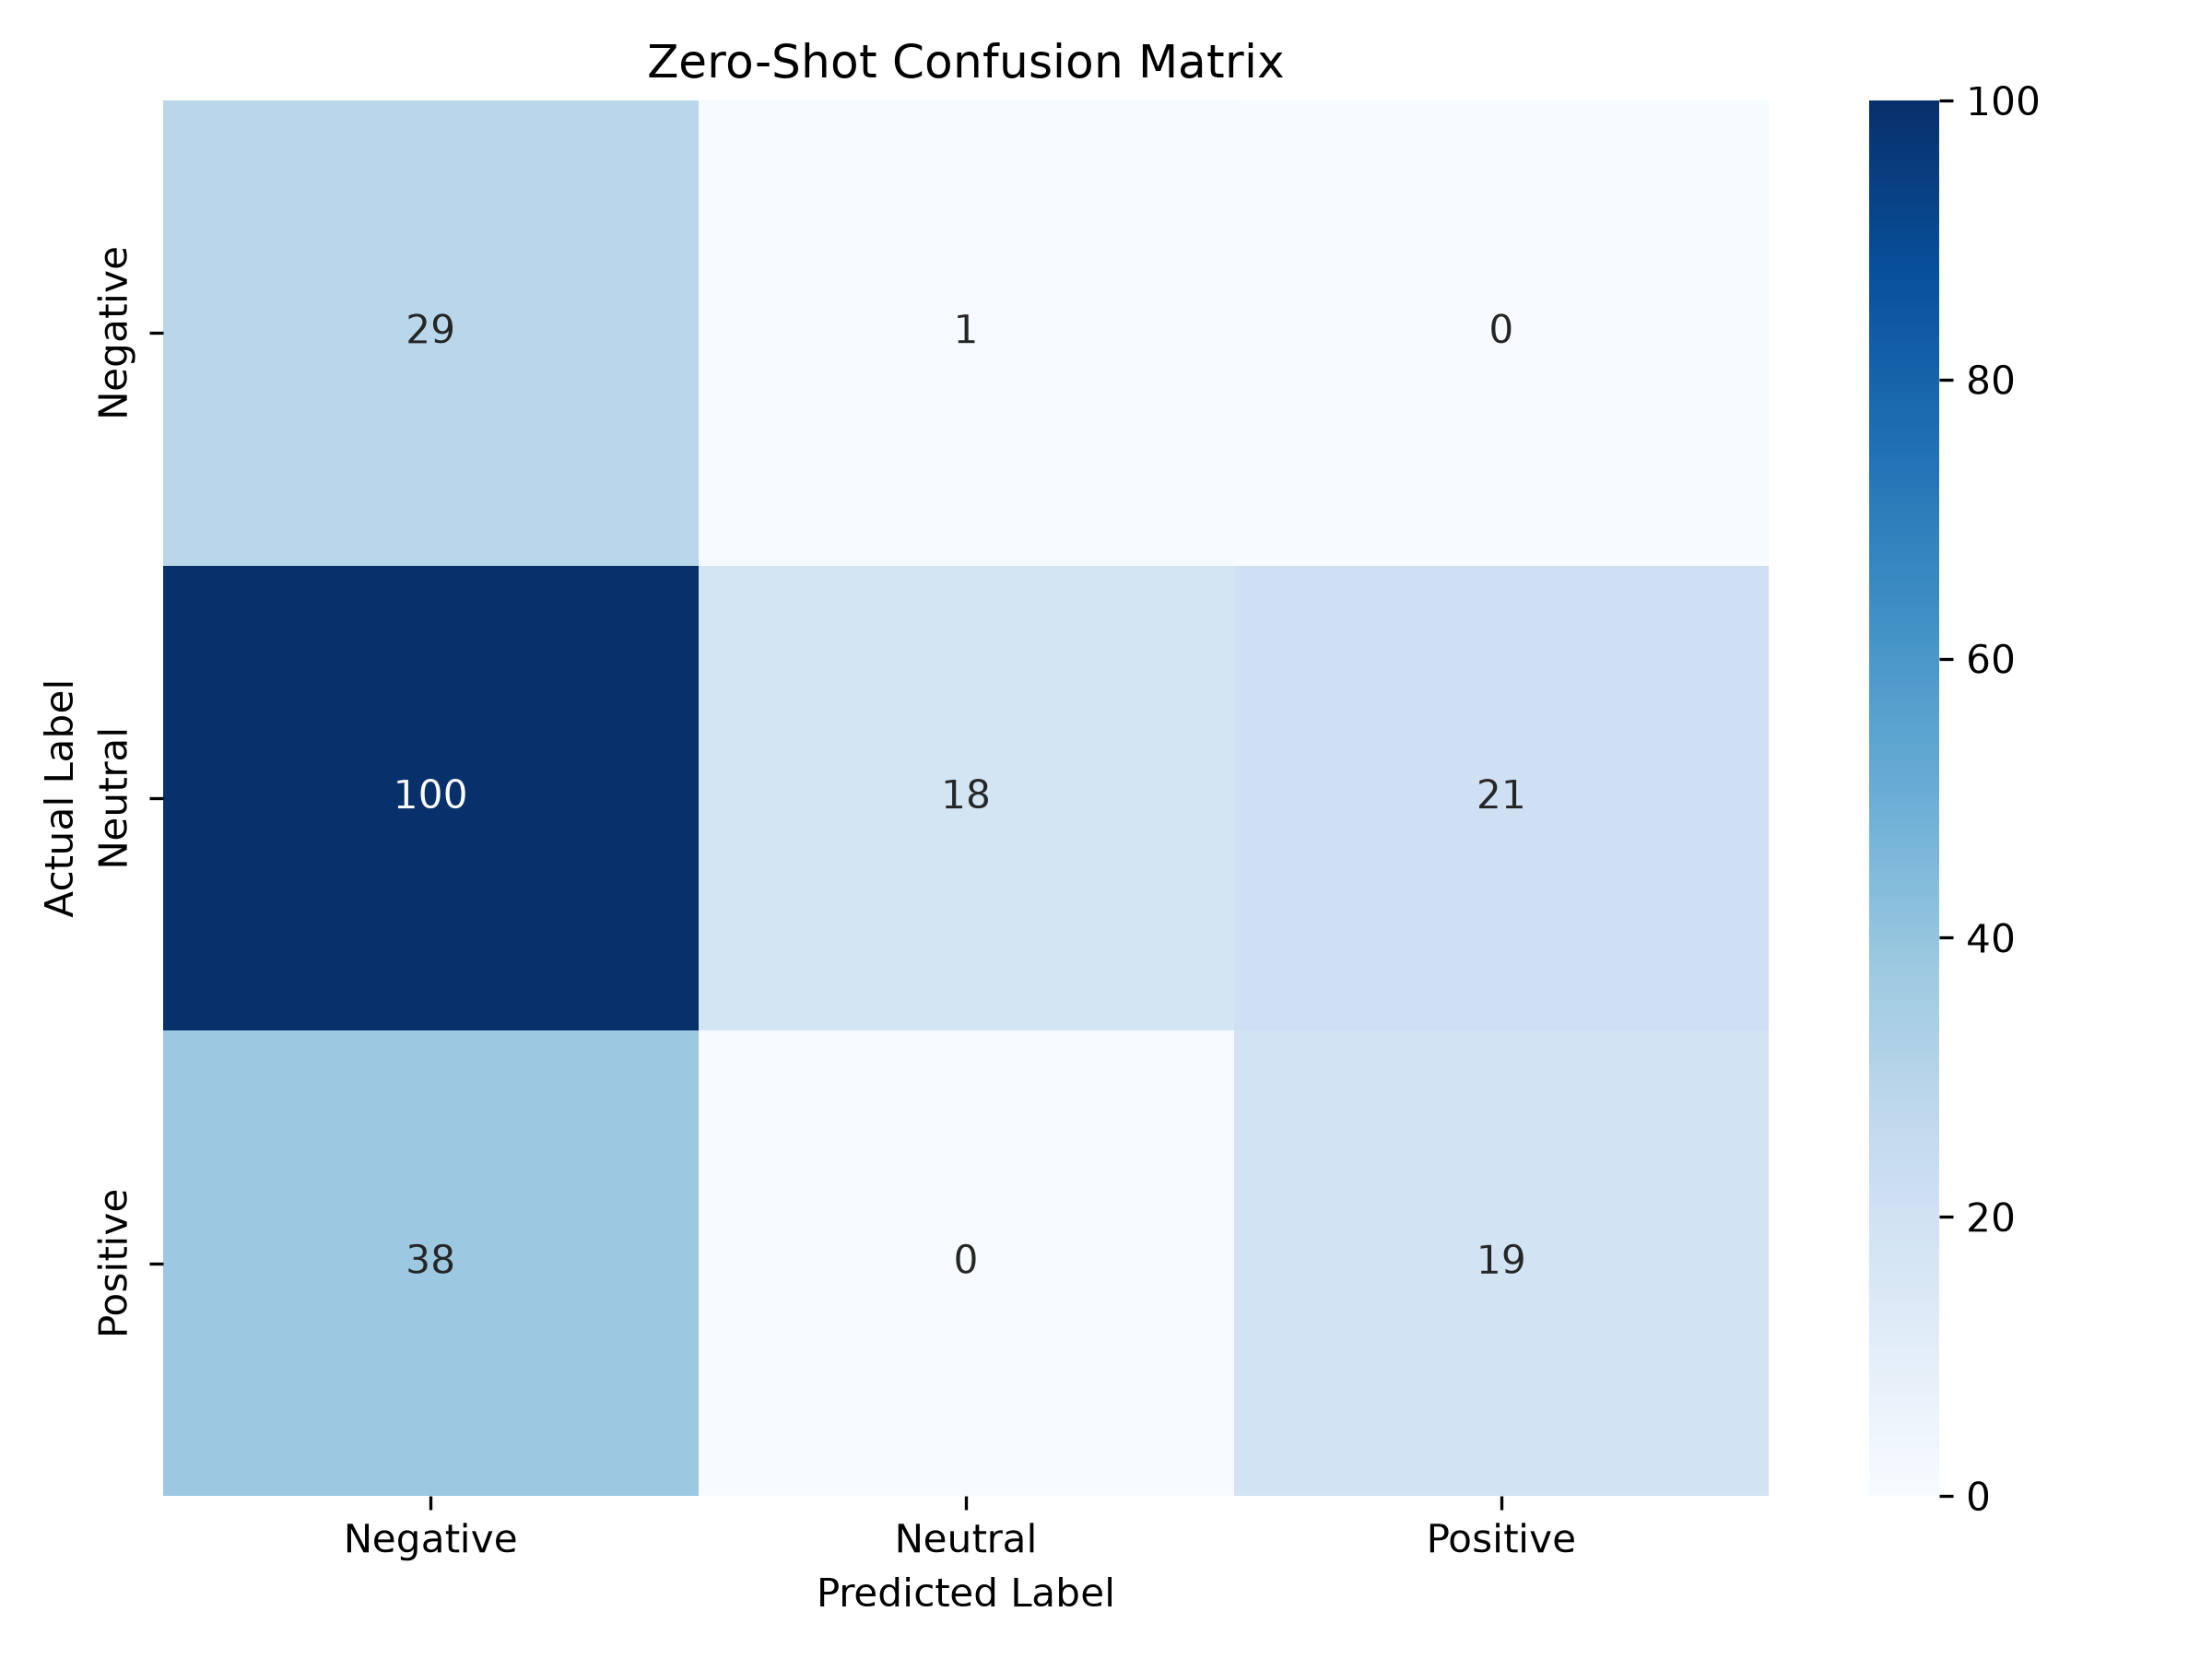 Zero-Shot Confusion Matrix
Actual Label
Negative
29 1 0
Neutral
100 18 21
Positive
38 0 19
Negative Neutral Positive
Predicted Label
100
80
60
40
20
0